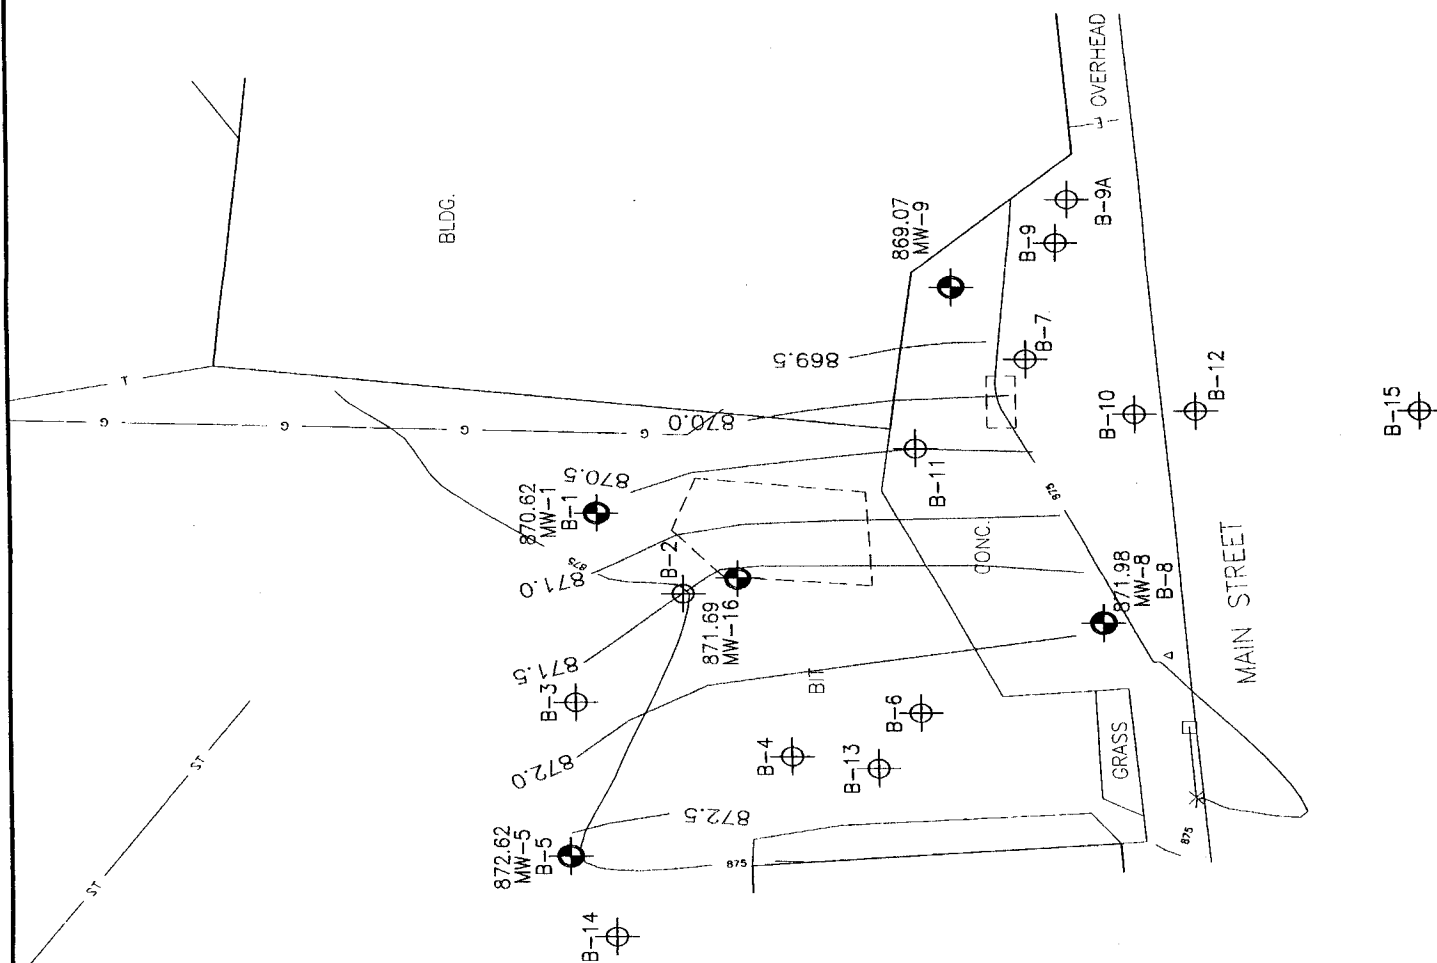 OVERHEAD
E
BLDG.
T
G
G
G
G
869.07
MW-9
B-9A
B-9
B-7
869.5
B-10
B-12
B-15
870.0
870.5
B-11
875
870.62
MW-1
B-1
871.0
875
B-2
871.69
MW-16
CONC.
871.98
MW-8
B-8
MAIN STREET
871.5
B-3
BIT
872.0
B-4
B-6
B-13
GRASS
872.5
872.62
MW-5
B-5
875
875
B-14
ST
ST